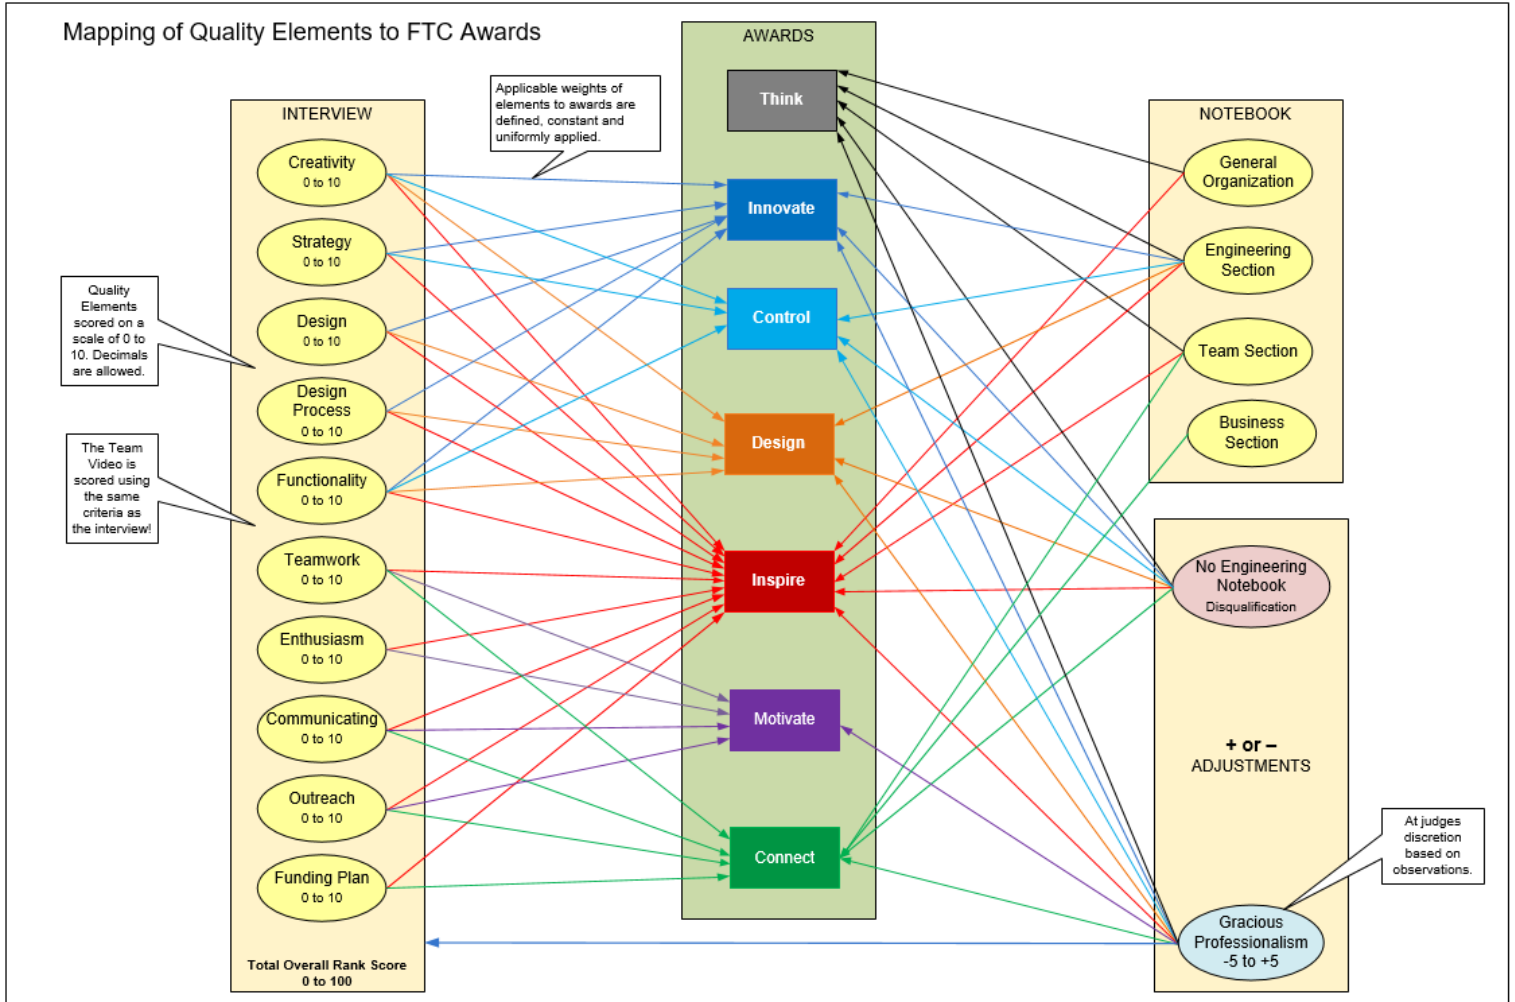 Mapping of Quality Elements to FTC Awards
AWARDS
Think
Innovate
Control
Design
Inspire
Motivate
Connect
Applicable weights of
elements to awards are
defined, constant and
uniformly applied.
INTERVIEW
Creativity
0 to 10
Strategy
0 to 10
Design
0 to 10
Design
Process
0 to 10
Functionality
0 to 10
Teamwork
0 to 10
Enthusiasm
0 to 10
Communicating
0 to 10
Outreach
0 to 10
Funding Plan
0 to 10
Total Overall Rank Score
0 to 100
Quality
Elements
scored on a
scale of 0 to
10. Decimals
are allowed.
The Team
Video is
scored using
the same
criteria as
the interview!
NOTEBOOK
General
Organization
Engineering
Section
Team Section
Business
Section
No Engineering
Notebook
Disqualification
+ or –
ADJUSTMENTS
At judges
discretion
based on
observations.
Gracious
Professionalism
-5 to +5